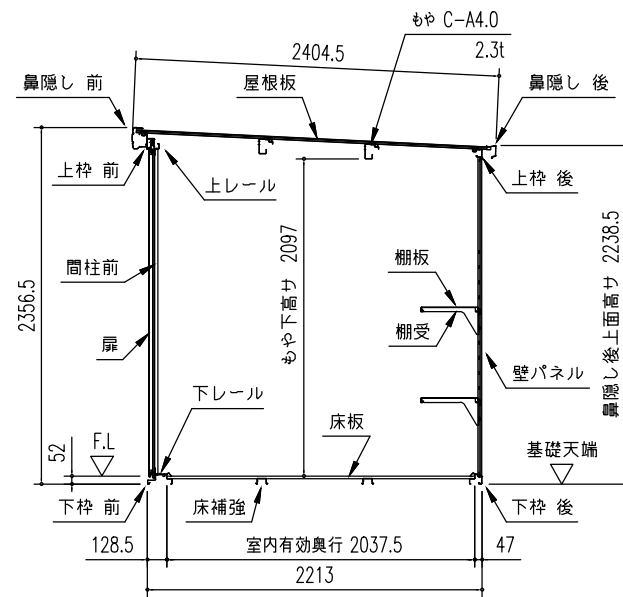 もや C-A4.0
2404.5
2.3t
鼻隠し 前
屋根板
鼻隠し 後
上枠 前
上レール
上枠 後
間柱前
棚板
もや下高サ 2097
2356.5
鼻隠し後上面高サ 2238.5
扉
棚受
壁パネル
下レール
F.L
床板
基礎天端
52
下枠 前
床補強
下枠 後
128.5
室内有効奥行 2037.5
47
2213